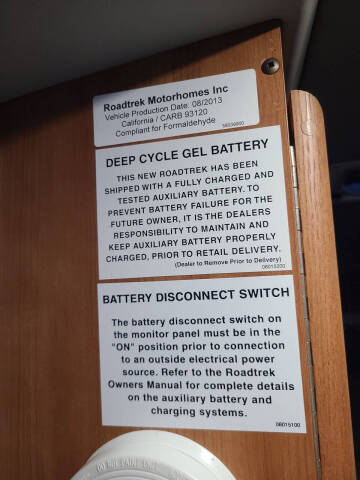 Roadtrek Motorhomes Inc
Vehicle Production Date: 08/2013
California / CARB 93120
Compliant for Formaldehyde
DEEP CYCLE GEL BATTERY
THIS NEW ROADTREK HAS BEEN
SHIPPED WITH A FULLY CHARGED AND
TESTED AUXILIARY BATTERY. TO
PREVENT BATTERY FAILURE FOR THE
FUTURE OWNER, IT IS THE DEALERS
RESPONSIBILITY TO MAINTAIN AND
KEEP AUXILIARY BATTERY PROPERLY
CHARGED, PRIOR TO RETAIL DELIVERY.
(Dealer to Remove Prior to Delivery)
08015200
BATTERY DISCONNECT SWITCH
The battery disconnect switch on
the monitor panel must be in the
"ON" position prior to connection
to an outside electrical power
source. Refer to the Roadtrek
Owners Manual for complete details
on the auxiliary battery and
charging systems.
08015100
DO NOT PAINT